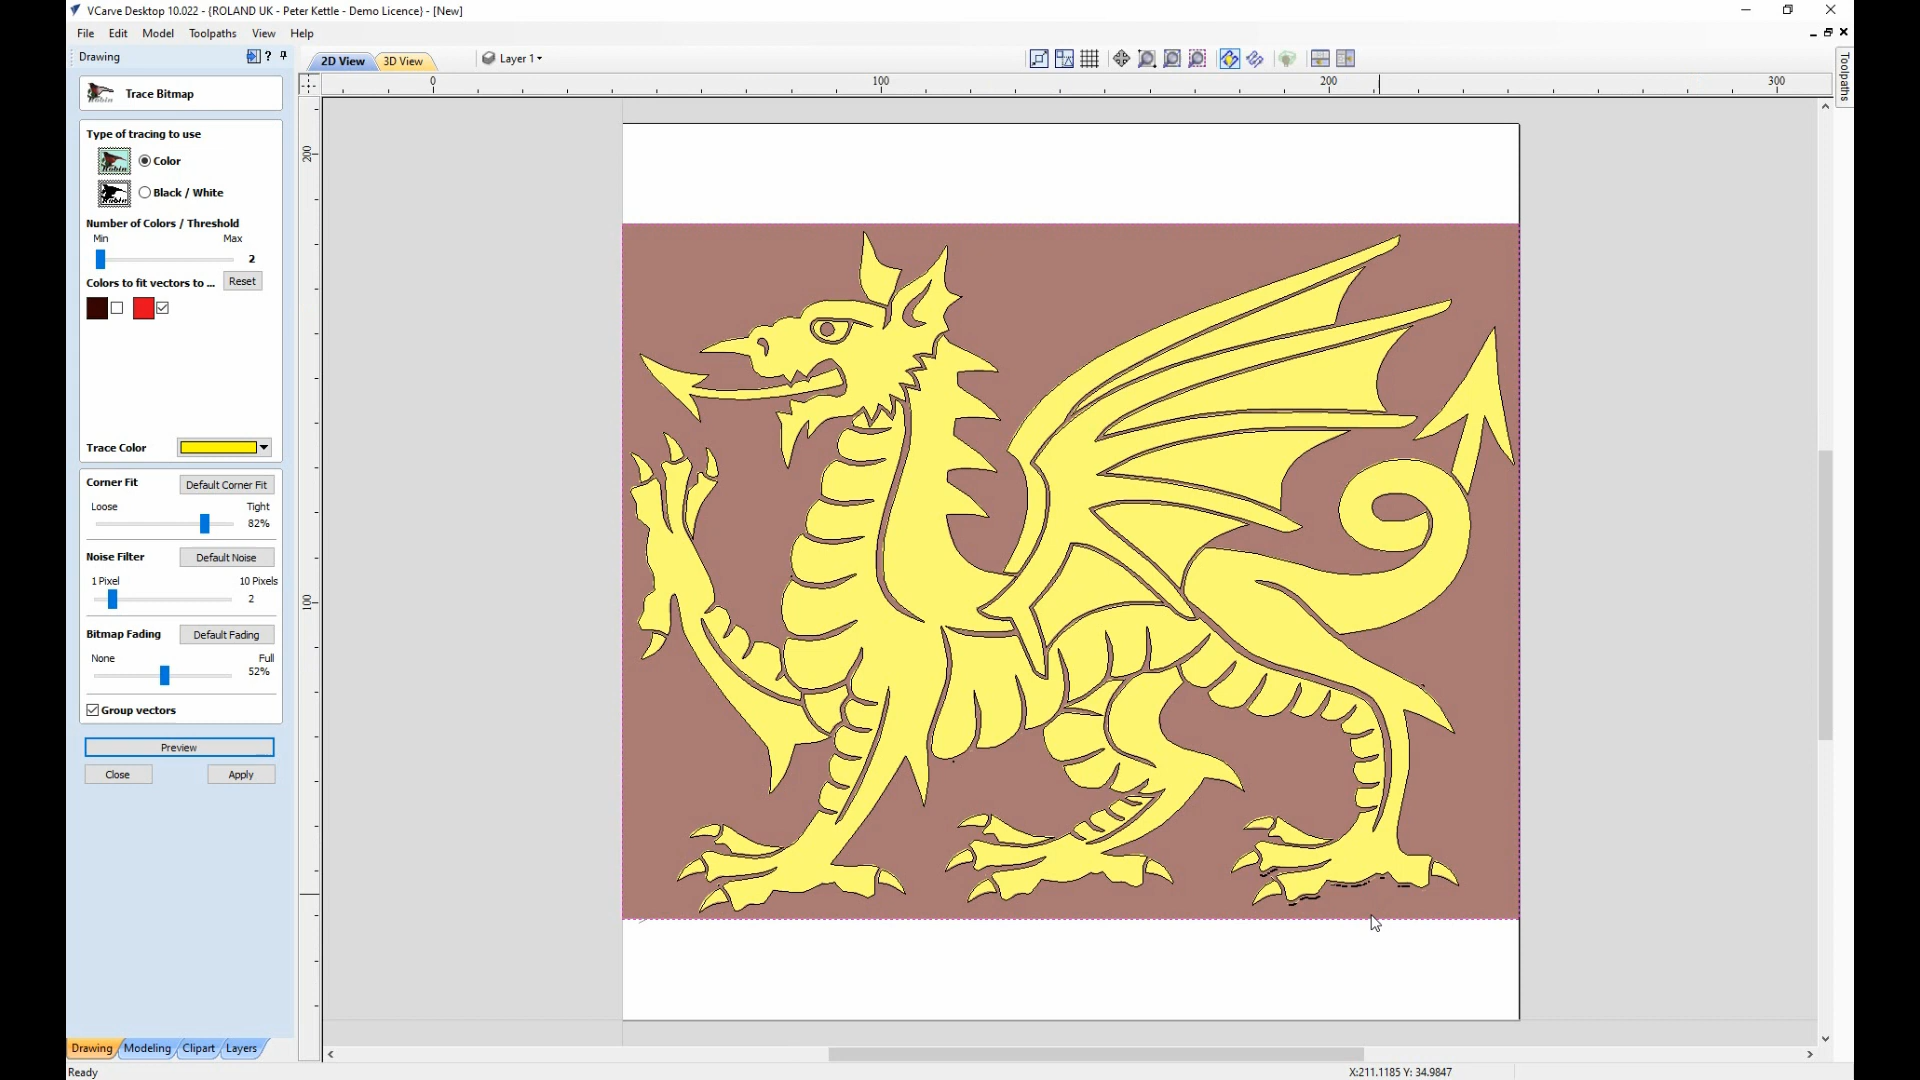 VCarve Desktop 10.022 - {ROLAND UK - Peter Kettle - Demo Licence} - [New]
File Edit Model Toolpaths View Help
Drawing ?
2D View 3D View Layer 1
Toolpaths
0 100 200 300
200
100
Trace Bitmap
Type of tracing to use
Color
Black / White
Number of Colors / Threshold
Min Max
2
Colors to fit vectors to ... Reset
Trace Color
Corner Fit Default Corner Fit
Loose Tight
82%
Noise Filter Default Noise
1 Pixel 10 Pixels
2
Bitmap Fading Default Fading
None Full
52%
Group vectors
Preview
Close Apply
Drawing Modeling Clipart Layers
Ready X:211.1185 Y: 34.9847